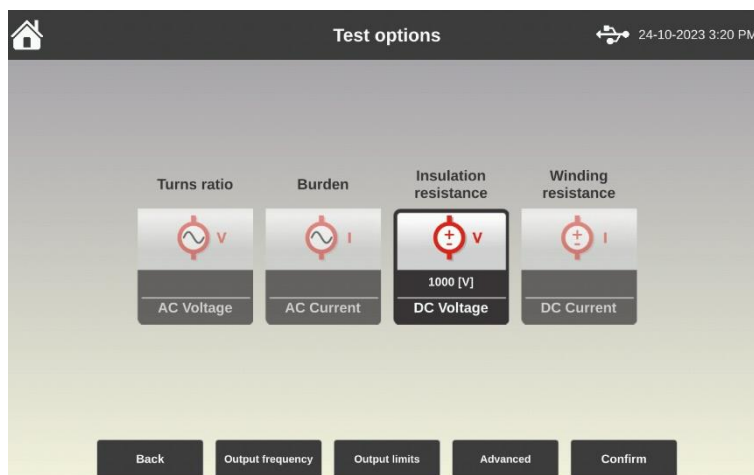 Test options
24-10-2023 3:20 PM
Turns ratio
Burden
Insulation
resistance
Winding
resistance
V
I
V
I
1000 [V]
AC Voltage
AC Current
DC Voltage
DC Current
Back
Output frequency
Output limits
Advanced
Confirm